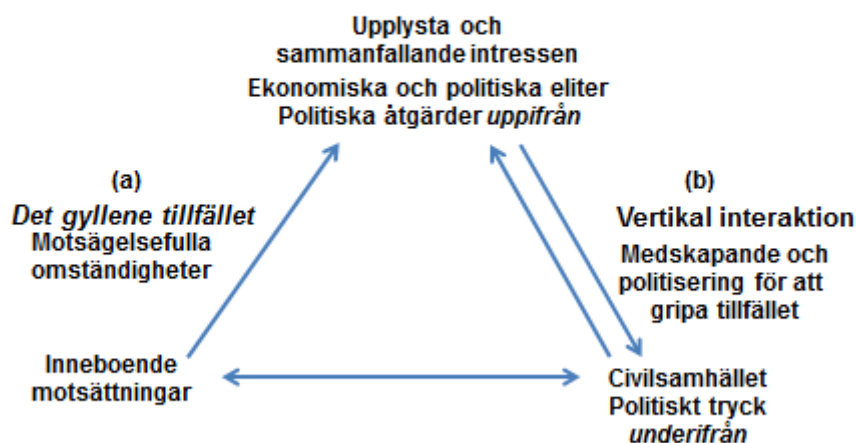 Upplysta och
sammanfallande intressen
Ekonomiska och politiska eliter
Politiska åtgärder uppifrån
(a)
Det gyllene tillfället
Motsägelsefulla
omständigheter
(b)
Vertikal interaktion
Medskapande och
politisering för att
gripa tillfället
Inneboende
motsättningar
Civilsamhället
Politiskt tryck
underifrån